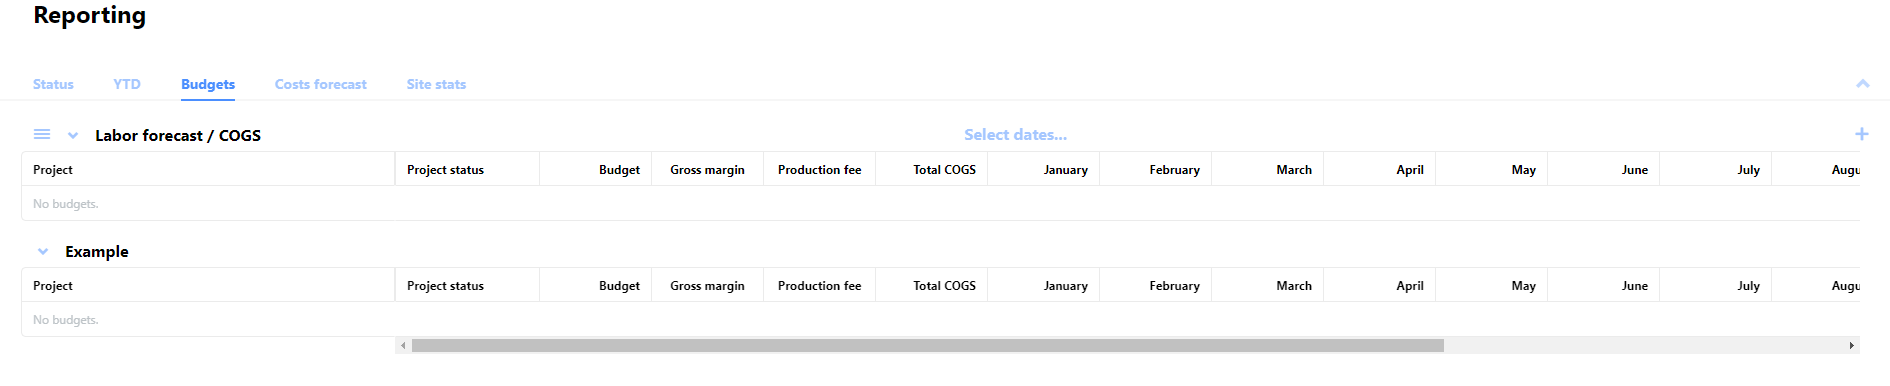 Reporting
Status YTD Budgets Costs forecast Site stats
Labor forecast / COGS Select dates...
Project Project status Budget Gross margin Production fee Total COGS January February March April May June July Augu
No budgets.
Example
Project Project status Budget Gross margin Production fee Total COGS January February March April May June July Augu
No budgets.